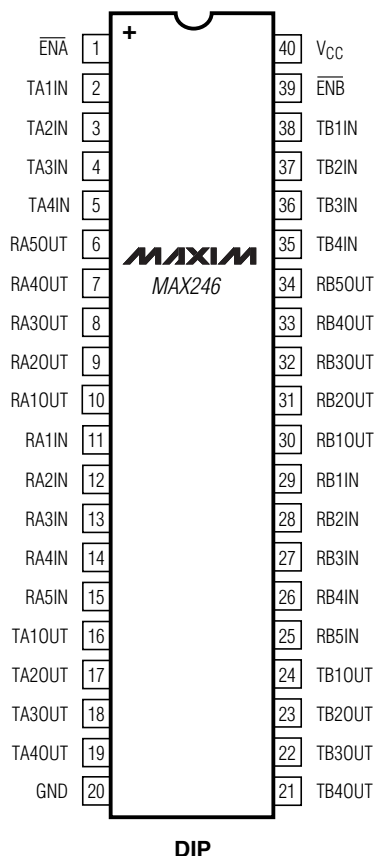 ENA 1 + 40 VCC
TA1IN 2 39 ENB
TA2IN 3 38 TB1IN
TA3IN 4 37 TB2IN
TA4IN 5 36 TB3IN
RA5OUT 6 MAXIM 35 TB4IN
RA4OUT 7 MAX246 34 RB5OUT
RA3OUT 8 33 RB4OUT
RA2OUT 9 32 RB3OUT
RA1OUT 10 31 RB2OUT
RA1IN 11 30 RB1OUT
RA2IN 12 29 RB1IN
RA3IN 13 28 RB2IN
RA4IN 14 27 RB3IN
RA5IN 15 26 RB4IN
TA1OUT 16 25 RB5IN
TA2OUT 17 24 TB1OUT
TA3OUT 18 23 TB2OUT
TA4OUT 19 22 TB3OUT
GND 20 21 TB4OUT
DIP